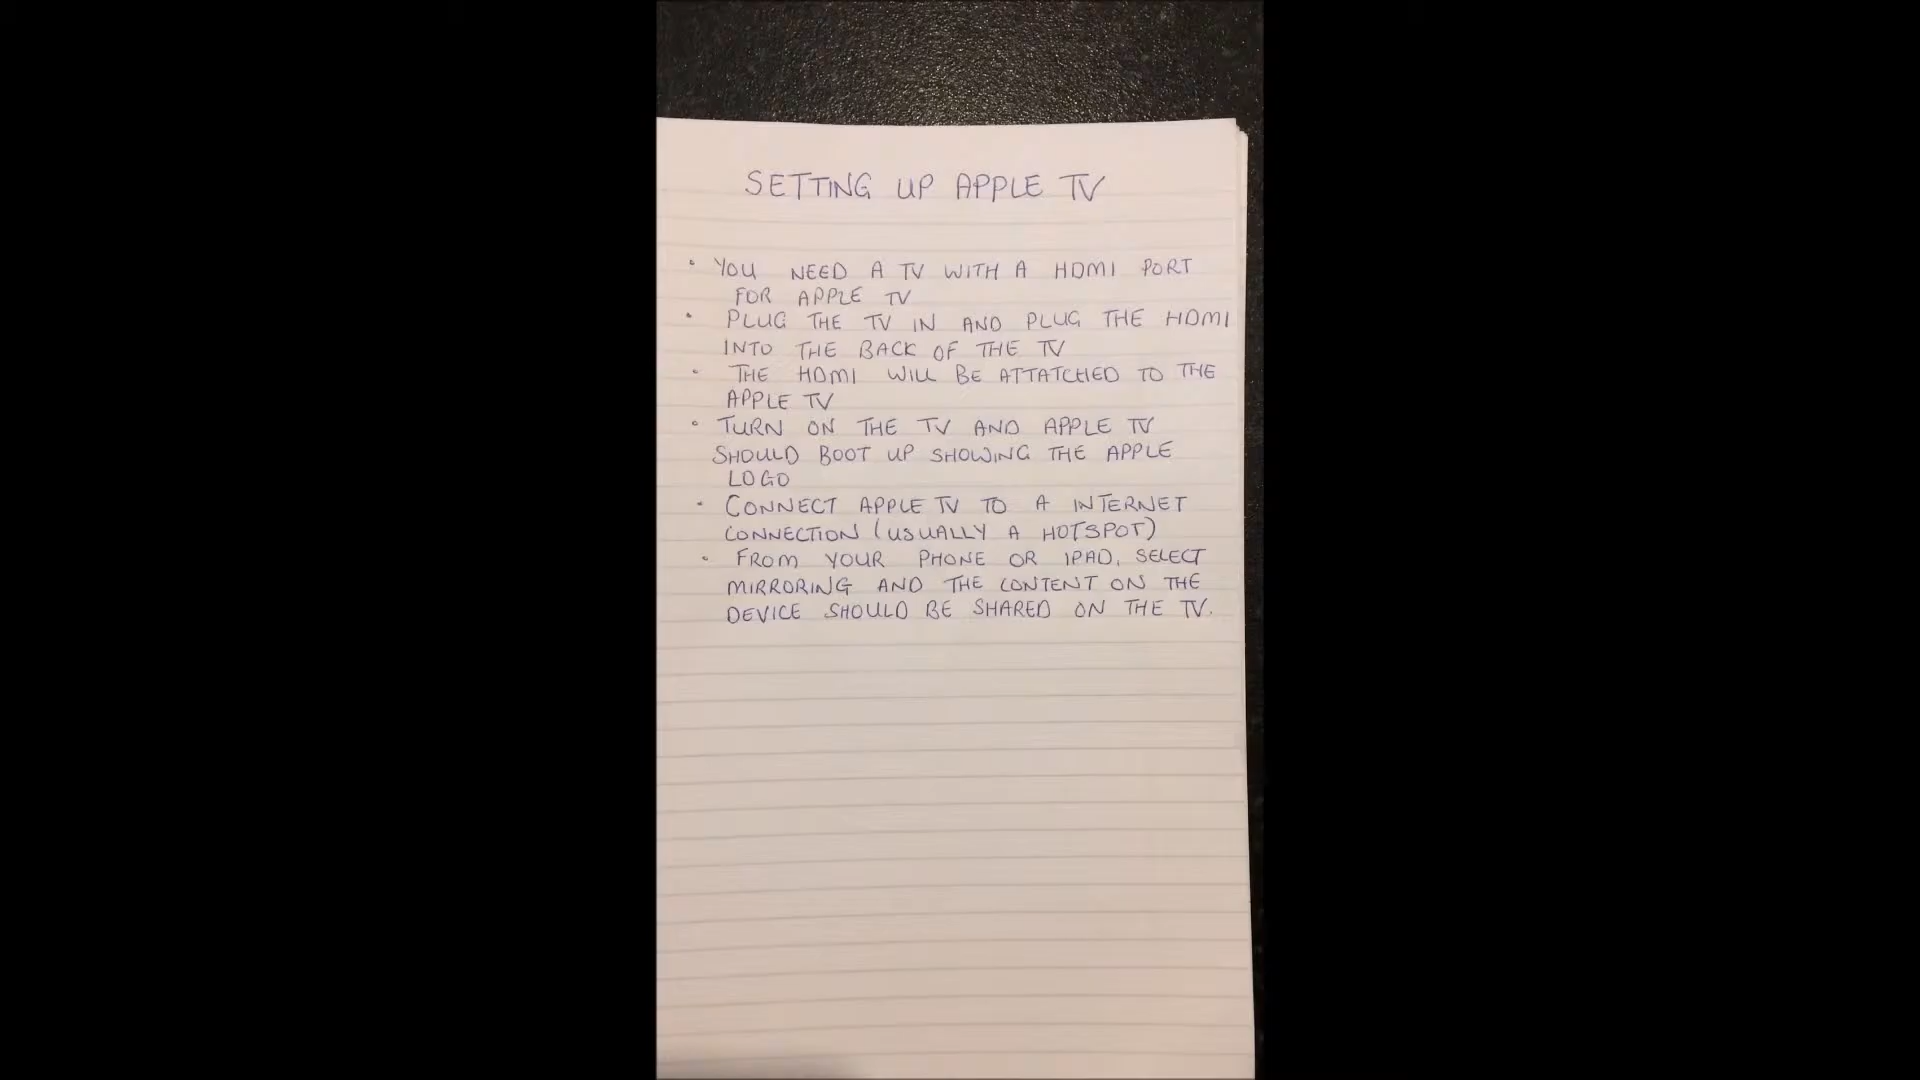 SETTING UP APPLE TV
• YOU NEED A TV WITH A HDMI PORT
FOR APPLE TV
• PLUG THE TV IN AND PLUG THE HDMI
INTO THE BACK OF THE TV
• THE HDMI WILL BE ATTATCHED TO THE
APPLE TV
• TURN ON THE TV AND APPLE TV
SHOULD BOOT UP SHOWING THE APPLE
LOGO
• CONNECT APPLE TV TO A INTERNET
CONNECTION (USUALLY A HOTSPOT)
• FROM YOUR PHONE OR IPAD, SELECT
MIRRORING AND THE CONTENT ON THE
DEVICE SHOULD BE SHARED ON THE TV.